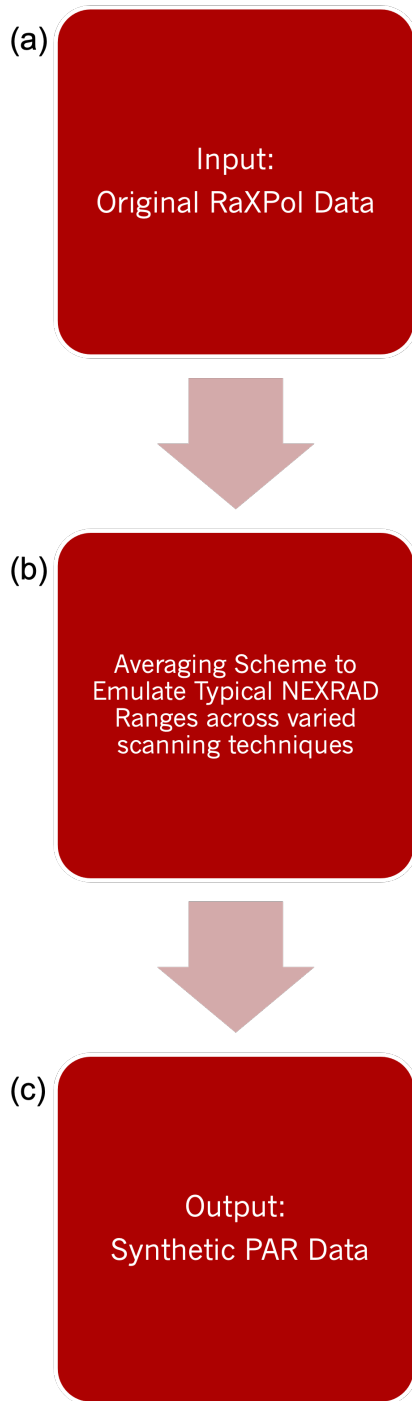 (a)
Input:
Original RaXPol Data
(b)
Averaging Scheme to
Emulate Typical NEXRAD
Ranges across varied
scanning techniques
(c)
Output:
Synthetic PAR Data